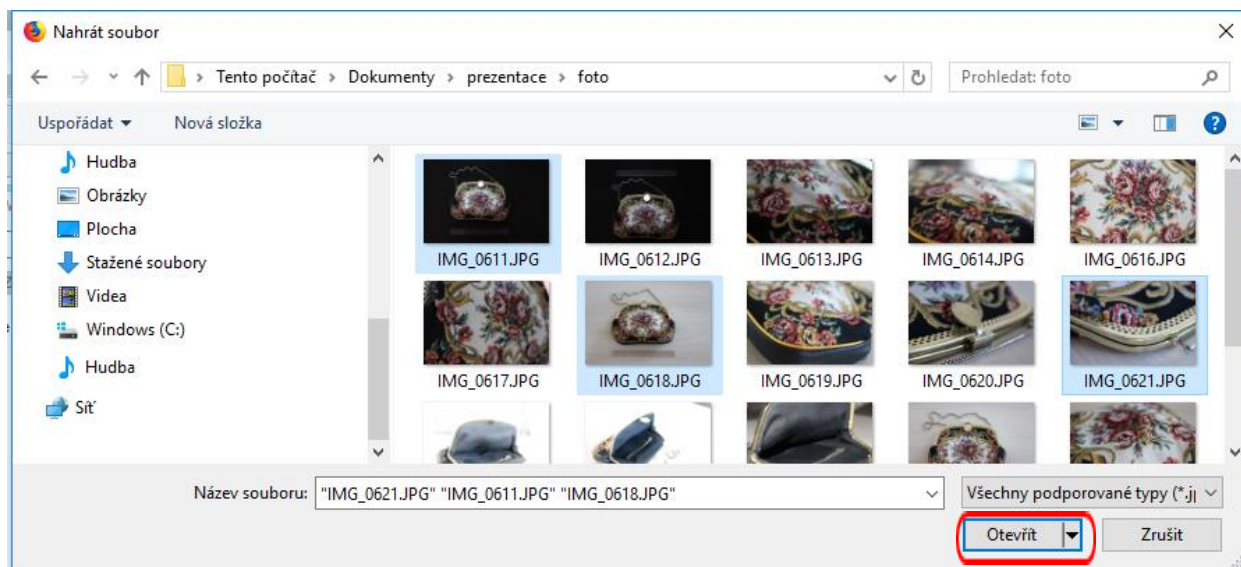 Nahrát soubor
Tento počítač › Dokumenty › prezentace › foto
Prohledat: foto
Uspořádat
Nová složka
Hudba
Obrázky
Plocha
Stažené soubory
Videa
Windows (C:)
Hudba
Síť
IMG_0611.JPG IMG_0612.JPG IMG_0613.JPG IMG_0614.JPG IMG_0616.JPG
IMG_0617.JPG IMG_0618.JPG IMG_0619.JPG IMG_0620.JPG IMG_0621.JPG
Název souboru: "IMG_0621.JPG" "IMG_0611.JPG" "IMG_0618.JPG"
Všechny podporované typy (*.j
Otevřít
Zrušit